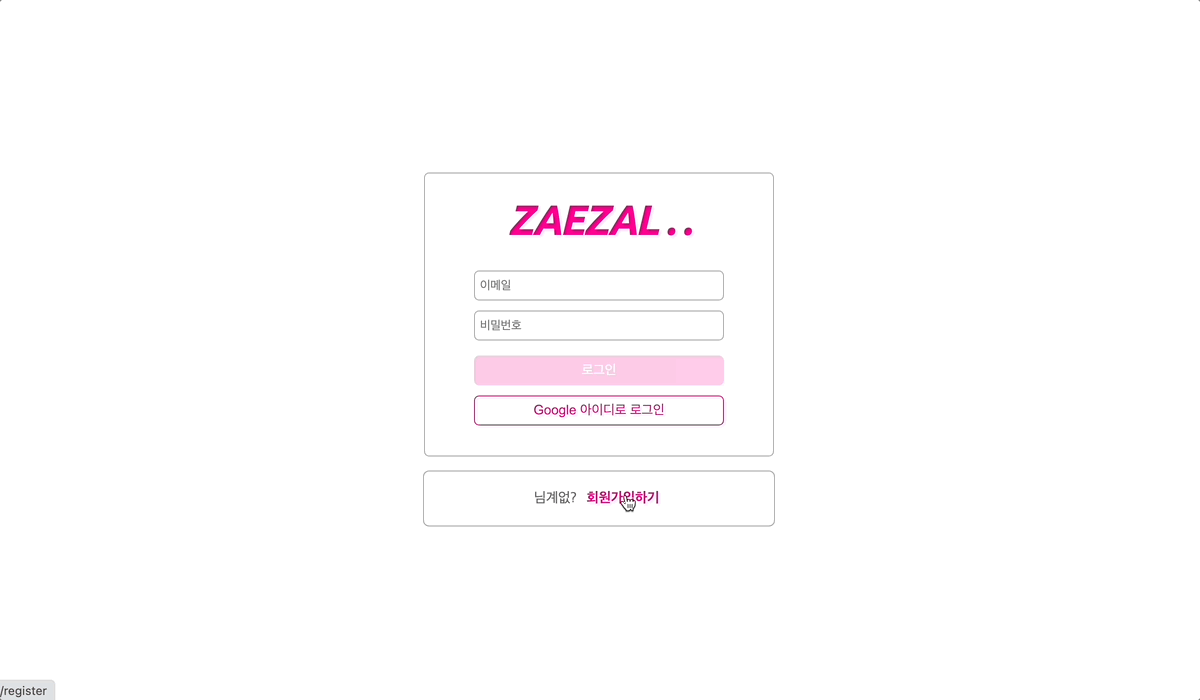 ZAEZAL..
이메일
비밀번호
로그인
Google 아이디로 로그인
님계없? 회원가입하기
/register